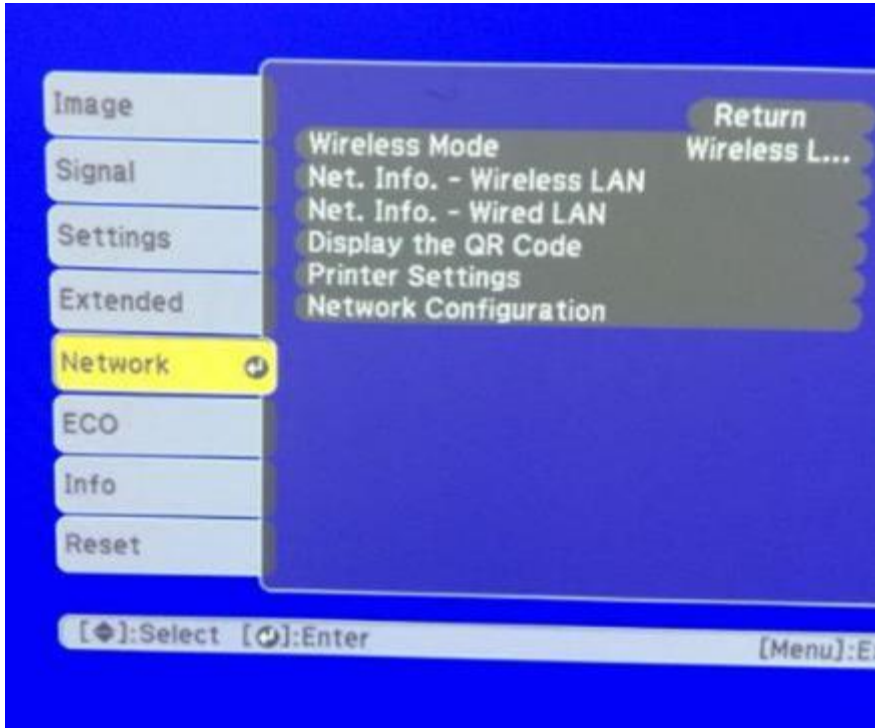 Image
Signal
Settings
Extended
Network
ECO
Info
Reset
Return
Wireless Mode Wireless L...
Net. Info. - Wireless LAN
Net. Info. - Wired LAN
Display the QR Code
Printer Settings
Network Configuration
[◆]:Select [⏎]:Enter [Menu]:E